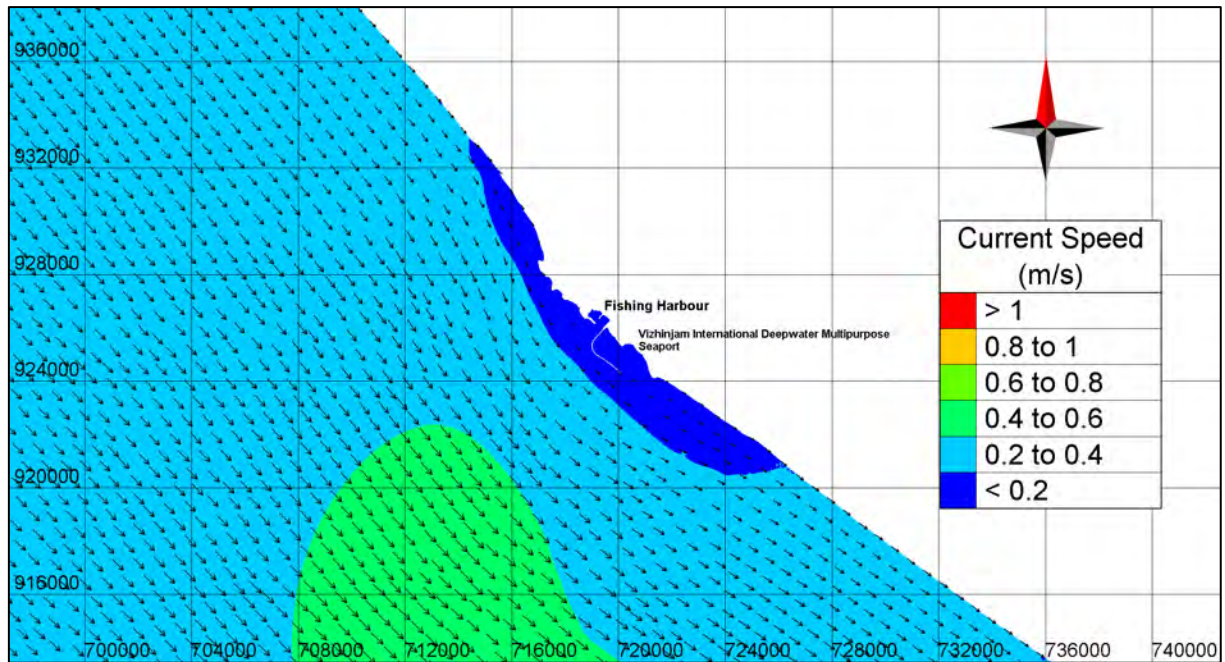 936000
932000
928000
924000
920000
916000
700000
704000
708000
712000
716000
720000
724000
728000
732000
736000
740000
Fishing Harbour
Vizhinjam International Deepwater Multipurpose
Seaport
Current Speed
(m/s)
> 1
0.8 to 1
0.6 to 0.8
0.4 to 0.6
0.2 to 0.4
< 0.2